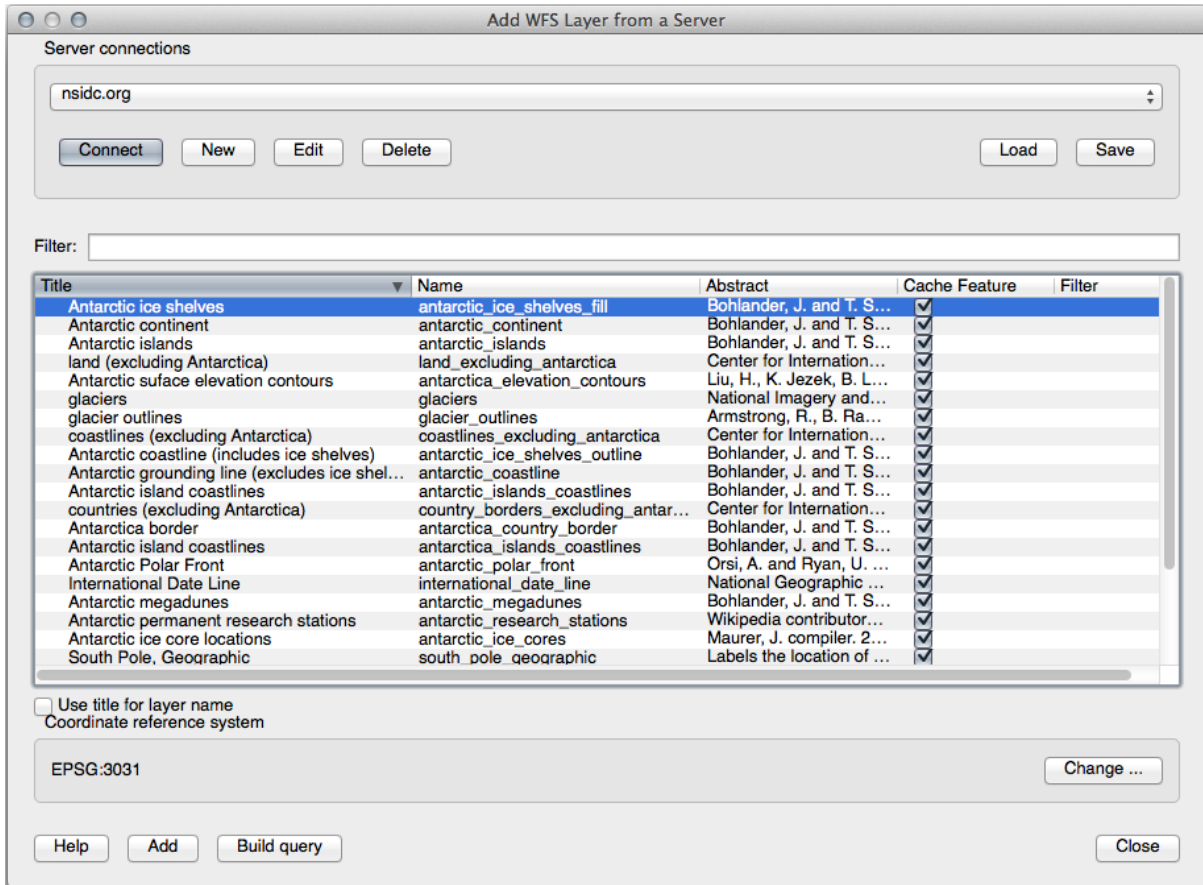 Add WFS Layer from a Server
Server connections
nsidc.org
Connect New Edit Delete Load Save
Filter:
Title Name Abstract Cache Feature Filter
Antarctic ice shelves antarctic_ice_shelves_fill Bohlander, J. and T. S...
Antarctic continent antarctic_continent Bohlander, J. and T. S...
Antarctic islands antarctic_islands Bohlander, J. and T. S...
land (excluding Antarctica) land_excluding_antarctica Center for Internation...
Antarctic suface elevation contours antarctica_elevation_contours Liu, H., K. Jezek, B. L...
glaciers glaciers National Imagery and...
glacier outlines glacier_outlines Armstrong, R., B. Ra...
coastlines (excluding Antarctica) coastlines_excluding_antarctica Center for Internation...
Antarctic coastline (includes ice shelves) antarctic_ice_shelves_outline Bohlander, J. and T. S...
Antarctic grounding line (excludes ice shel... antarctic_coastline Bohlander, J. and T. S...
Antarctic island coastlines antarctic_islands_coastlines Bohlander, J. and T. S...
countries (excluding Antarctica) country_borders_excluding_antar... Center for Internation...
Antarctica border antarctica_country_border Bohlander, J. and T. S...
Antarctic island coastlines antarctica_islands_coastlines Bohlander, J. and T. S...
Antarctic Polar Front antarctic_polar_front Orsi, A. and Ryan, U. ...
International Date Line international_date_line National Geographic ...
Antarctic megadunes antarctic_megadunes Bohlander, J. and T. S...
Antarctic permanent research stations antarctic_research_stations Wikipedia contributor...
Antarctic ice core locations antarctic_ice_cores Maurer, J. compiler. 2...
South Pole, Geographic south_pole_geographic Labels the location of ...
Use title for layer name
Coordinate reference system
EPSG:3031 Change ...
Help Add Build query Close